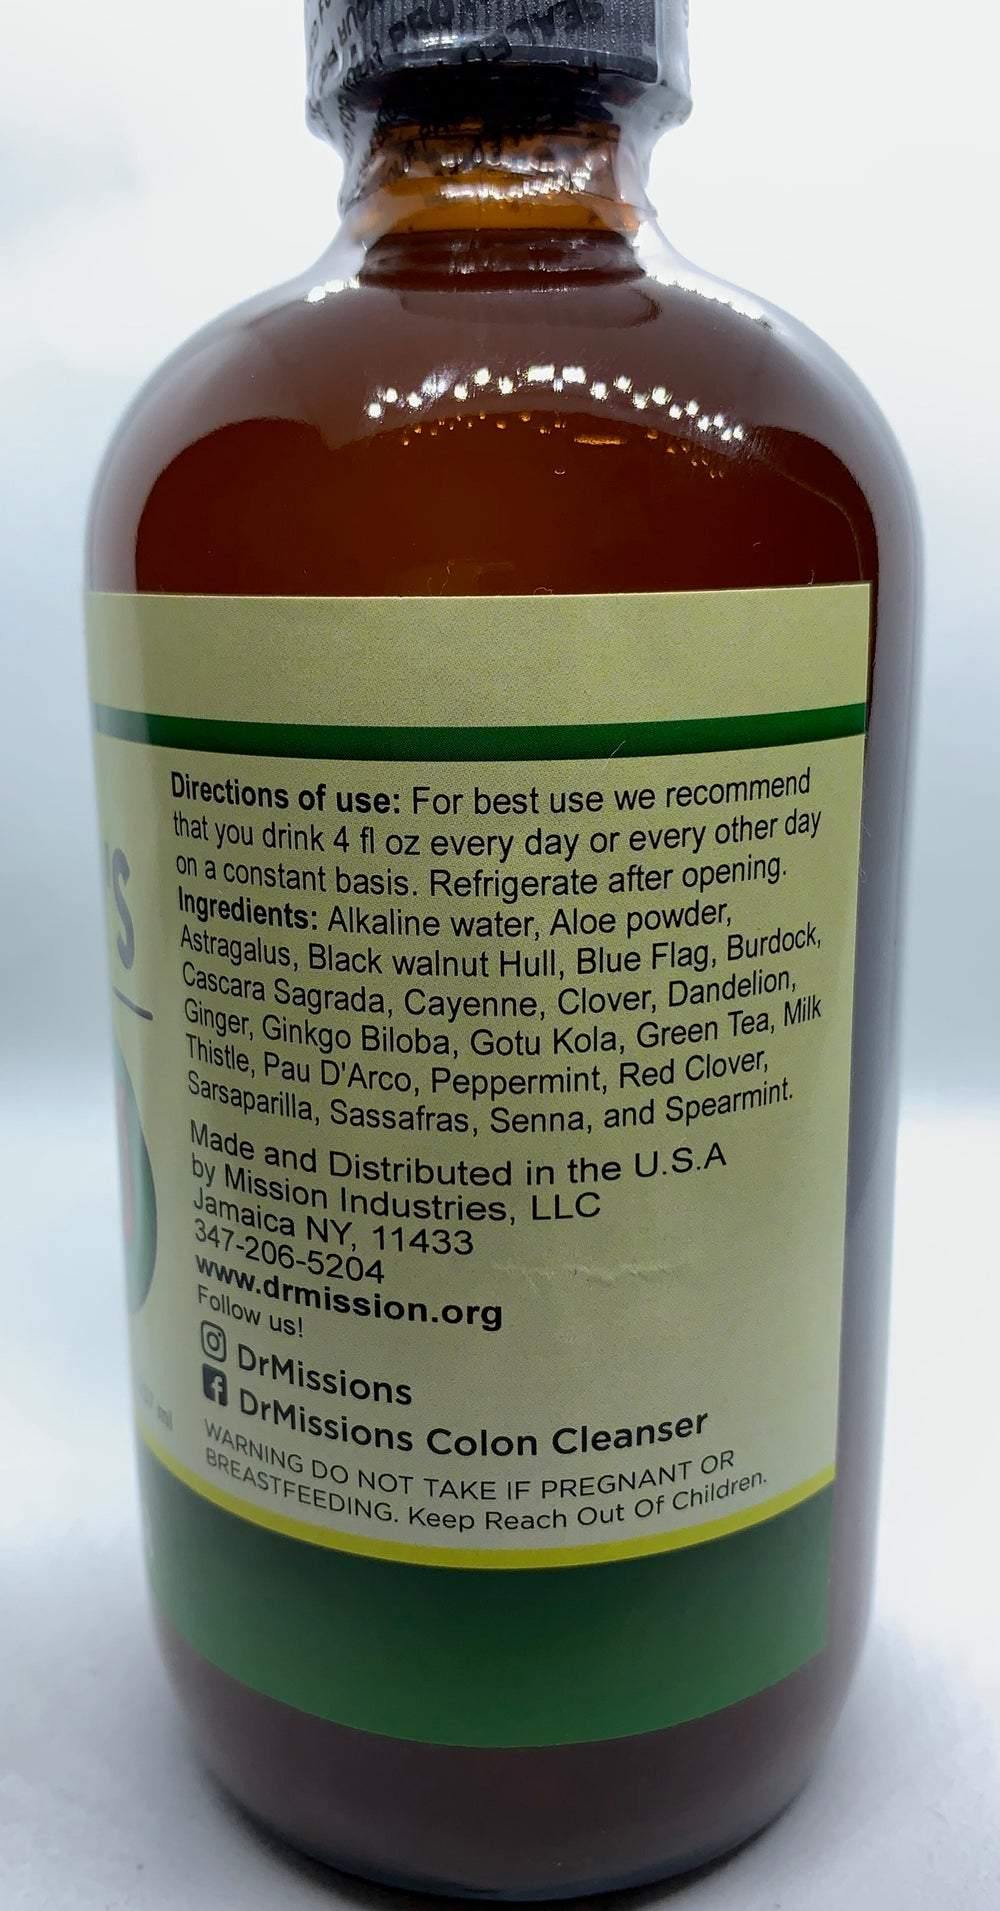 SEALED
'S
Directions of use: For best use we recommend
that you drink 4 fl oz every day or every other day
on a constant basis. Refrigerate after opening.
Ingredients: Alkaline water, Aloe powder,
Astragalus, Black walnut Hull, Blue Flag, Burdock,
Cascara Sagrada, Cayenne, Clover, Dandelion,
Ginger, Ginkgo Biloba, Gotu Kola, Green Tea, Milk
Thistle, Pau D'Arco, Peppermint, Red Clover,
Sarsaparilla, Sassafras, Senna, and Spearmint.
Made and Distributed in the U.S.A
by Mission Industries, LLC
Jamaica NY, 11433
347-206-5204
www.drmission.org
Follow us!
DrMissions
DrMissions Colon Cleanser
ml
WARNING DO NOT TAKE IF PREGNANT OR
BREASTFEEDING. Keep Reach Out Of Children.